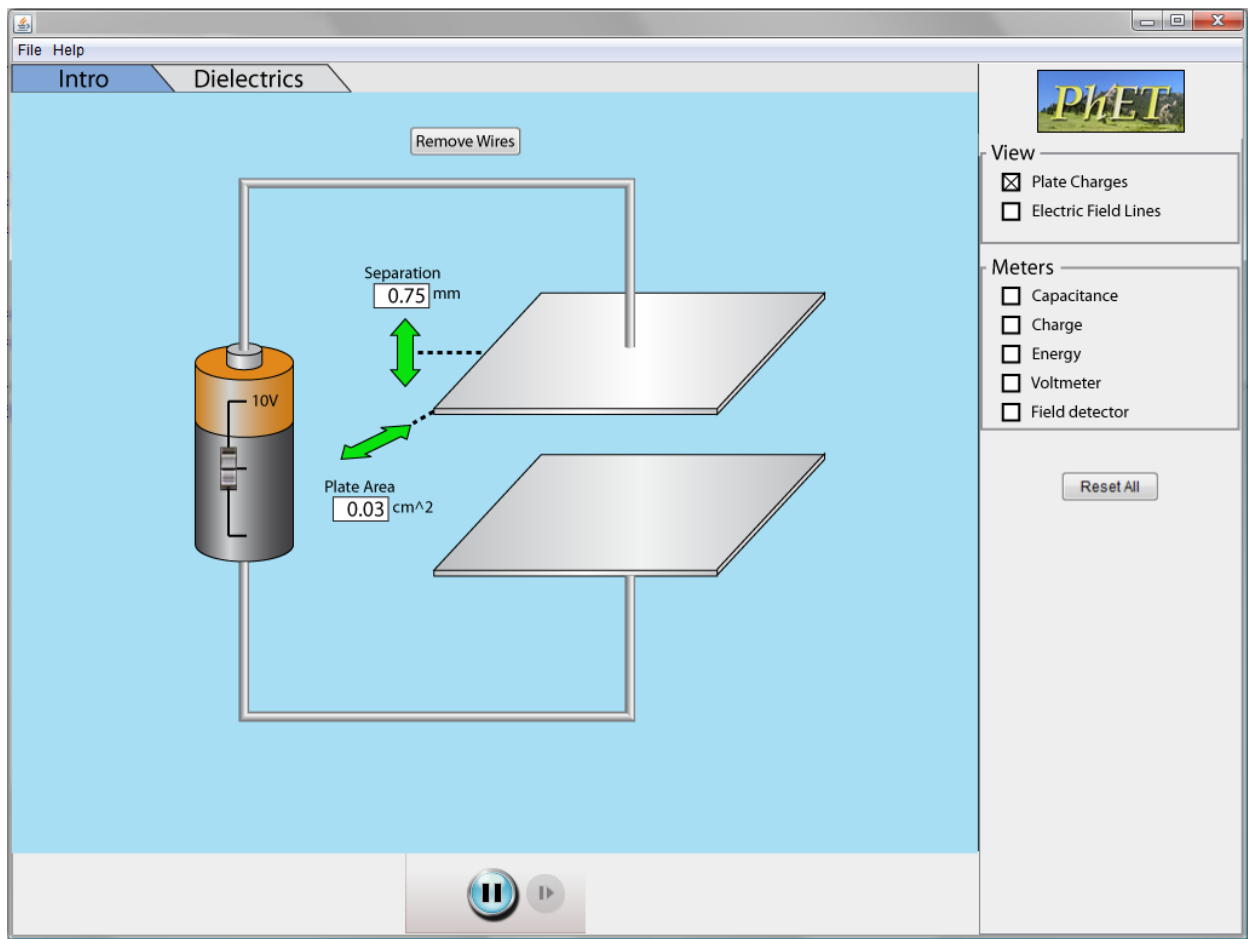 File Help
Intro Dielectrics
PhET
Remove Wires
View
Plate Charges
Electric Field Lines
Separation
0.75 mm
Meters
Capacitance
Charge
Energy
Voltmeter
Field detector
10V
Plate Area
0.03 cm^2
Reset All